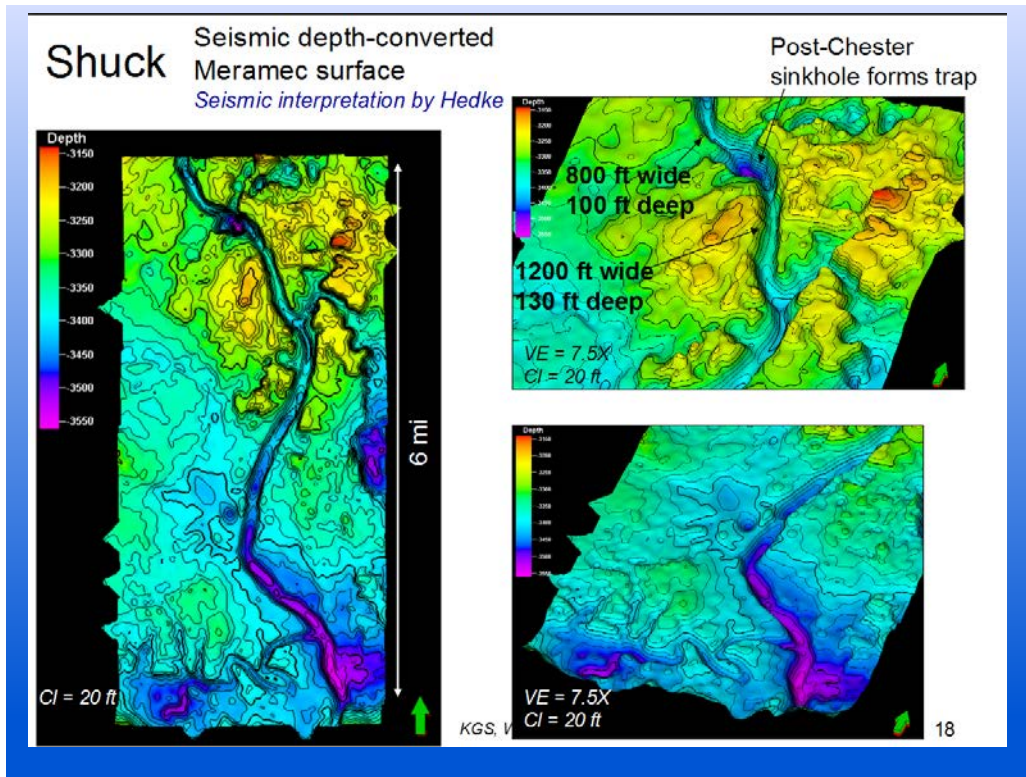 Shuck
Seismic depth-converted
Meramec surface
Seismic interpretation by Hedke
Post-Chester
sinkhole forms trap
Depth
-3150
-3200
-3250
-3300
-3350
-3400
-3450
-3500
-3550
6 mi
CI = 20 ft
Depth
800 ft wide
100 ft deep
1200 ft wide
130 ft deep
VE = 7.5X
CI = 20 ft
Depth
VE = 7.5X
CI = 20 ft
KGS,
18